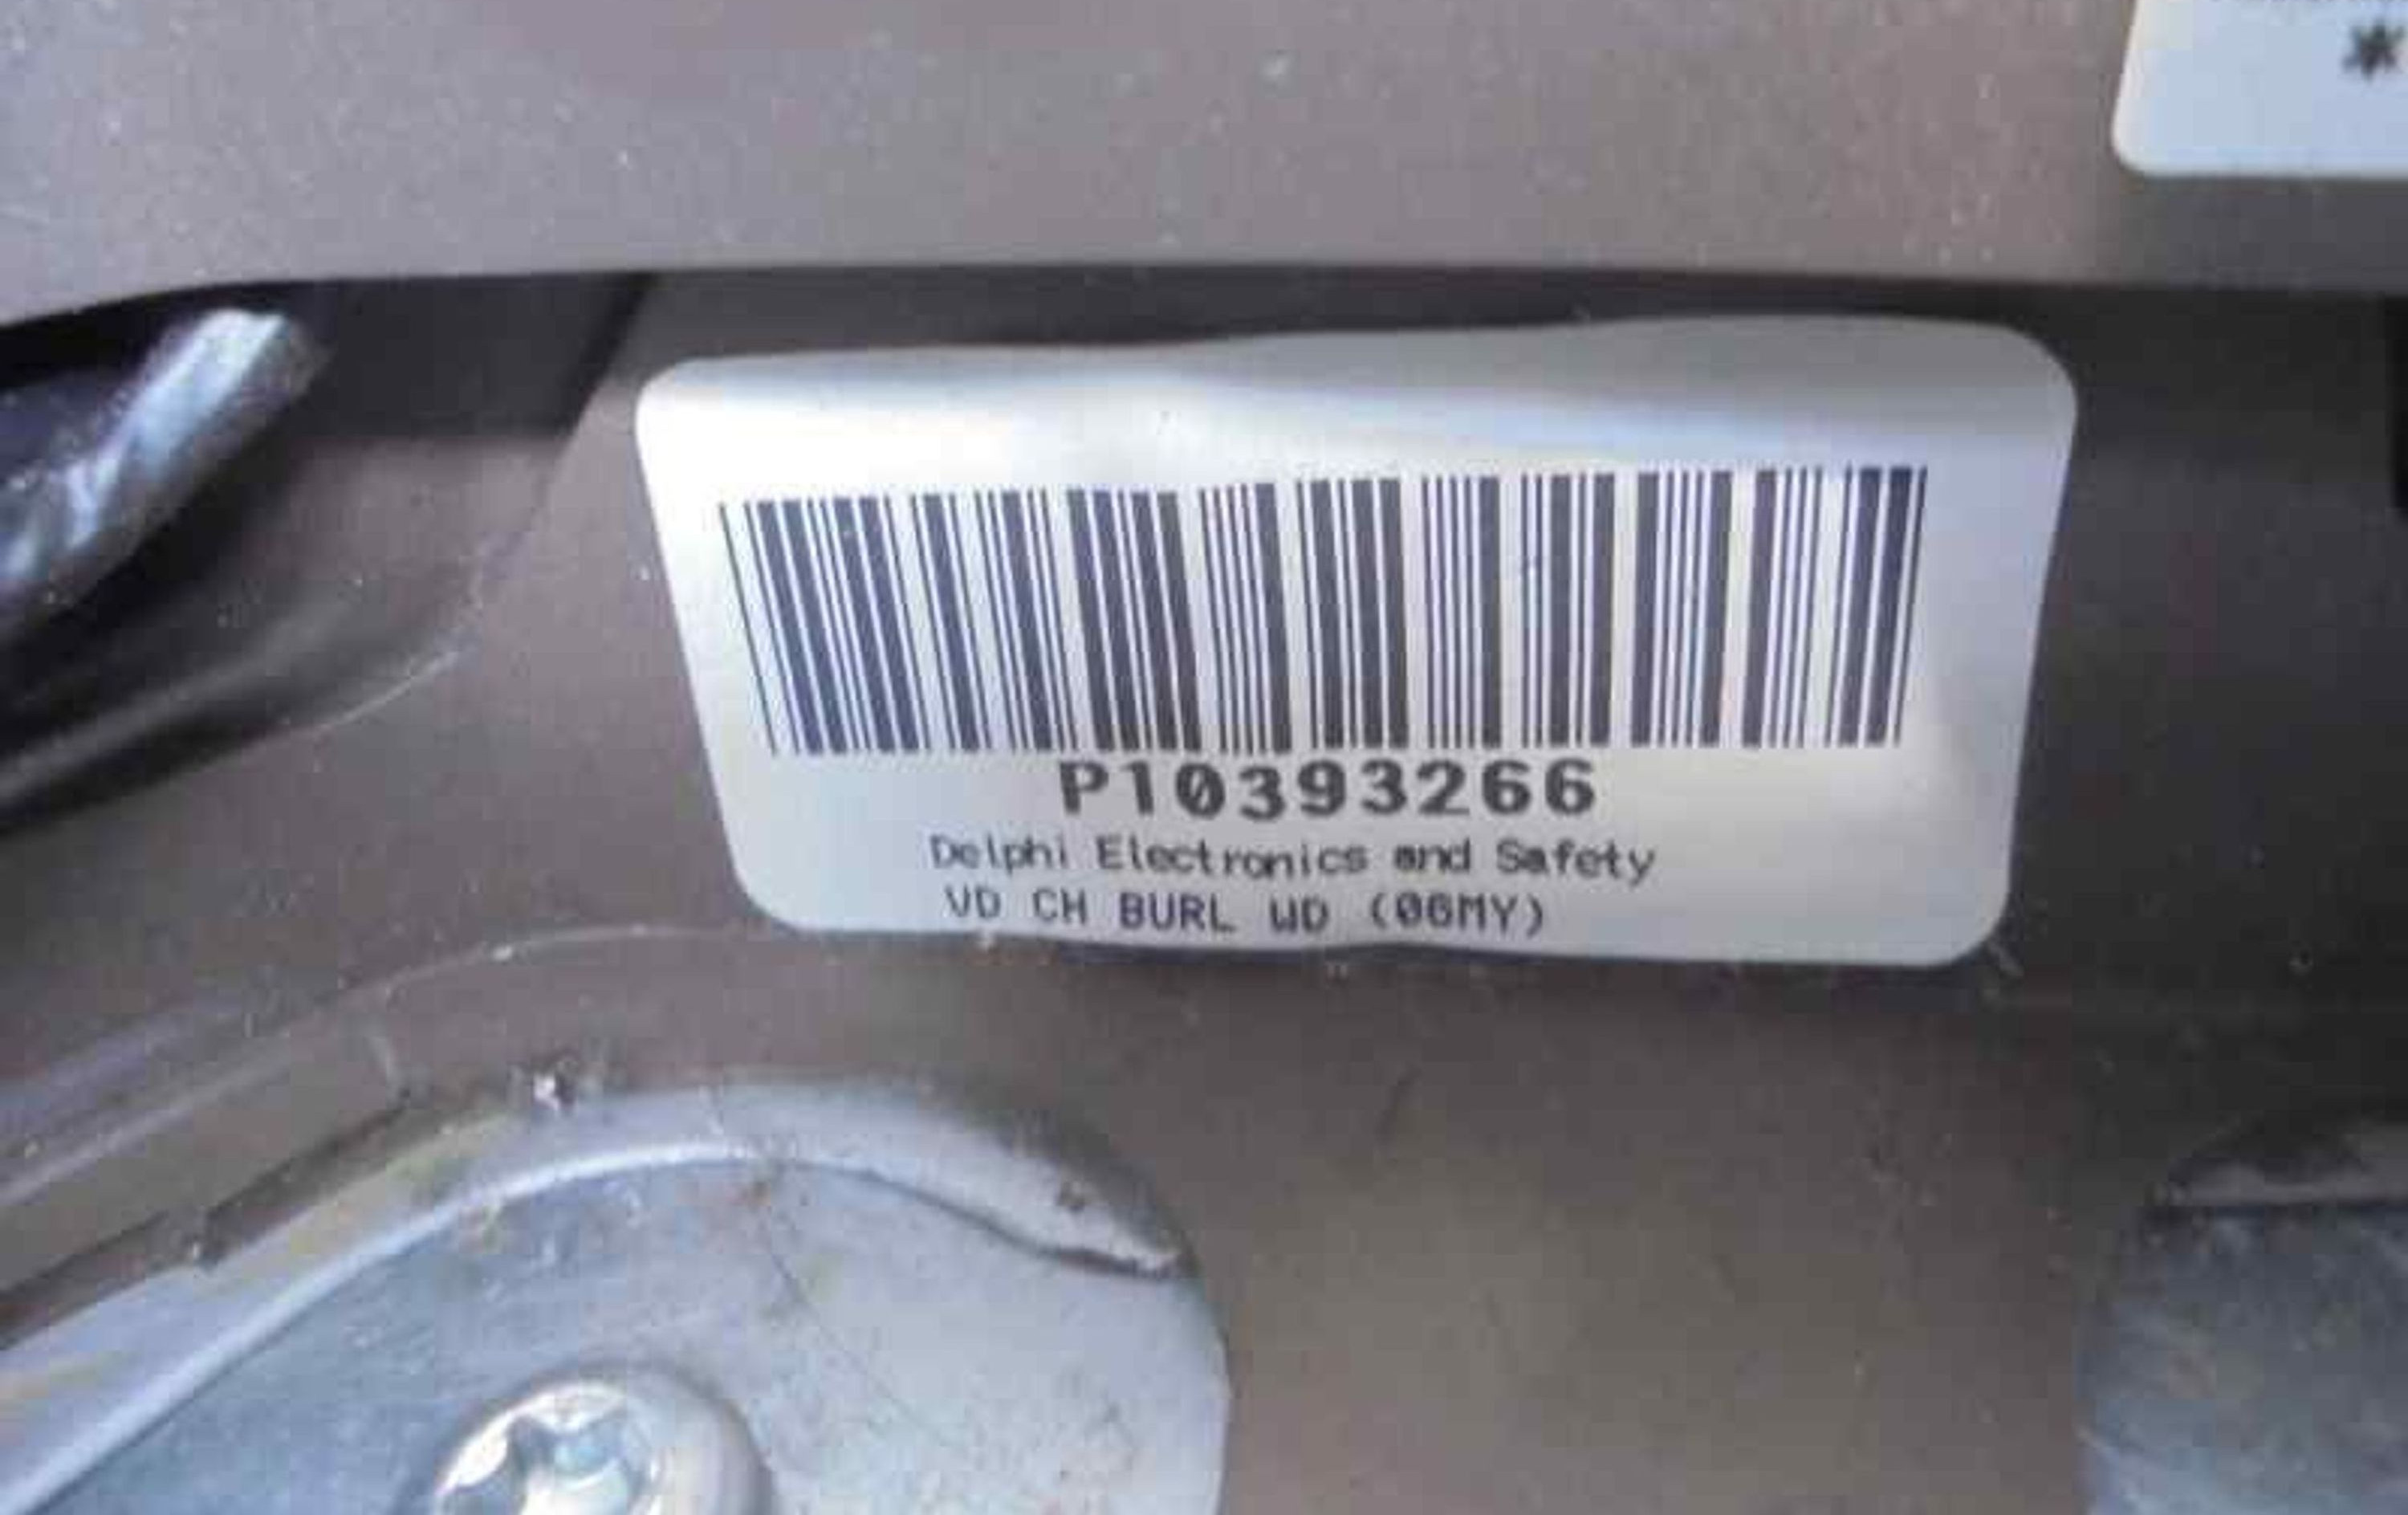 *
P10393266
Delphi Electronics and Safety
VD CH BURL WD (06MY)